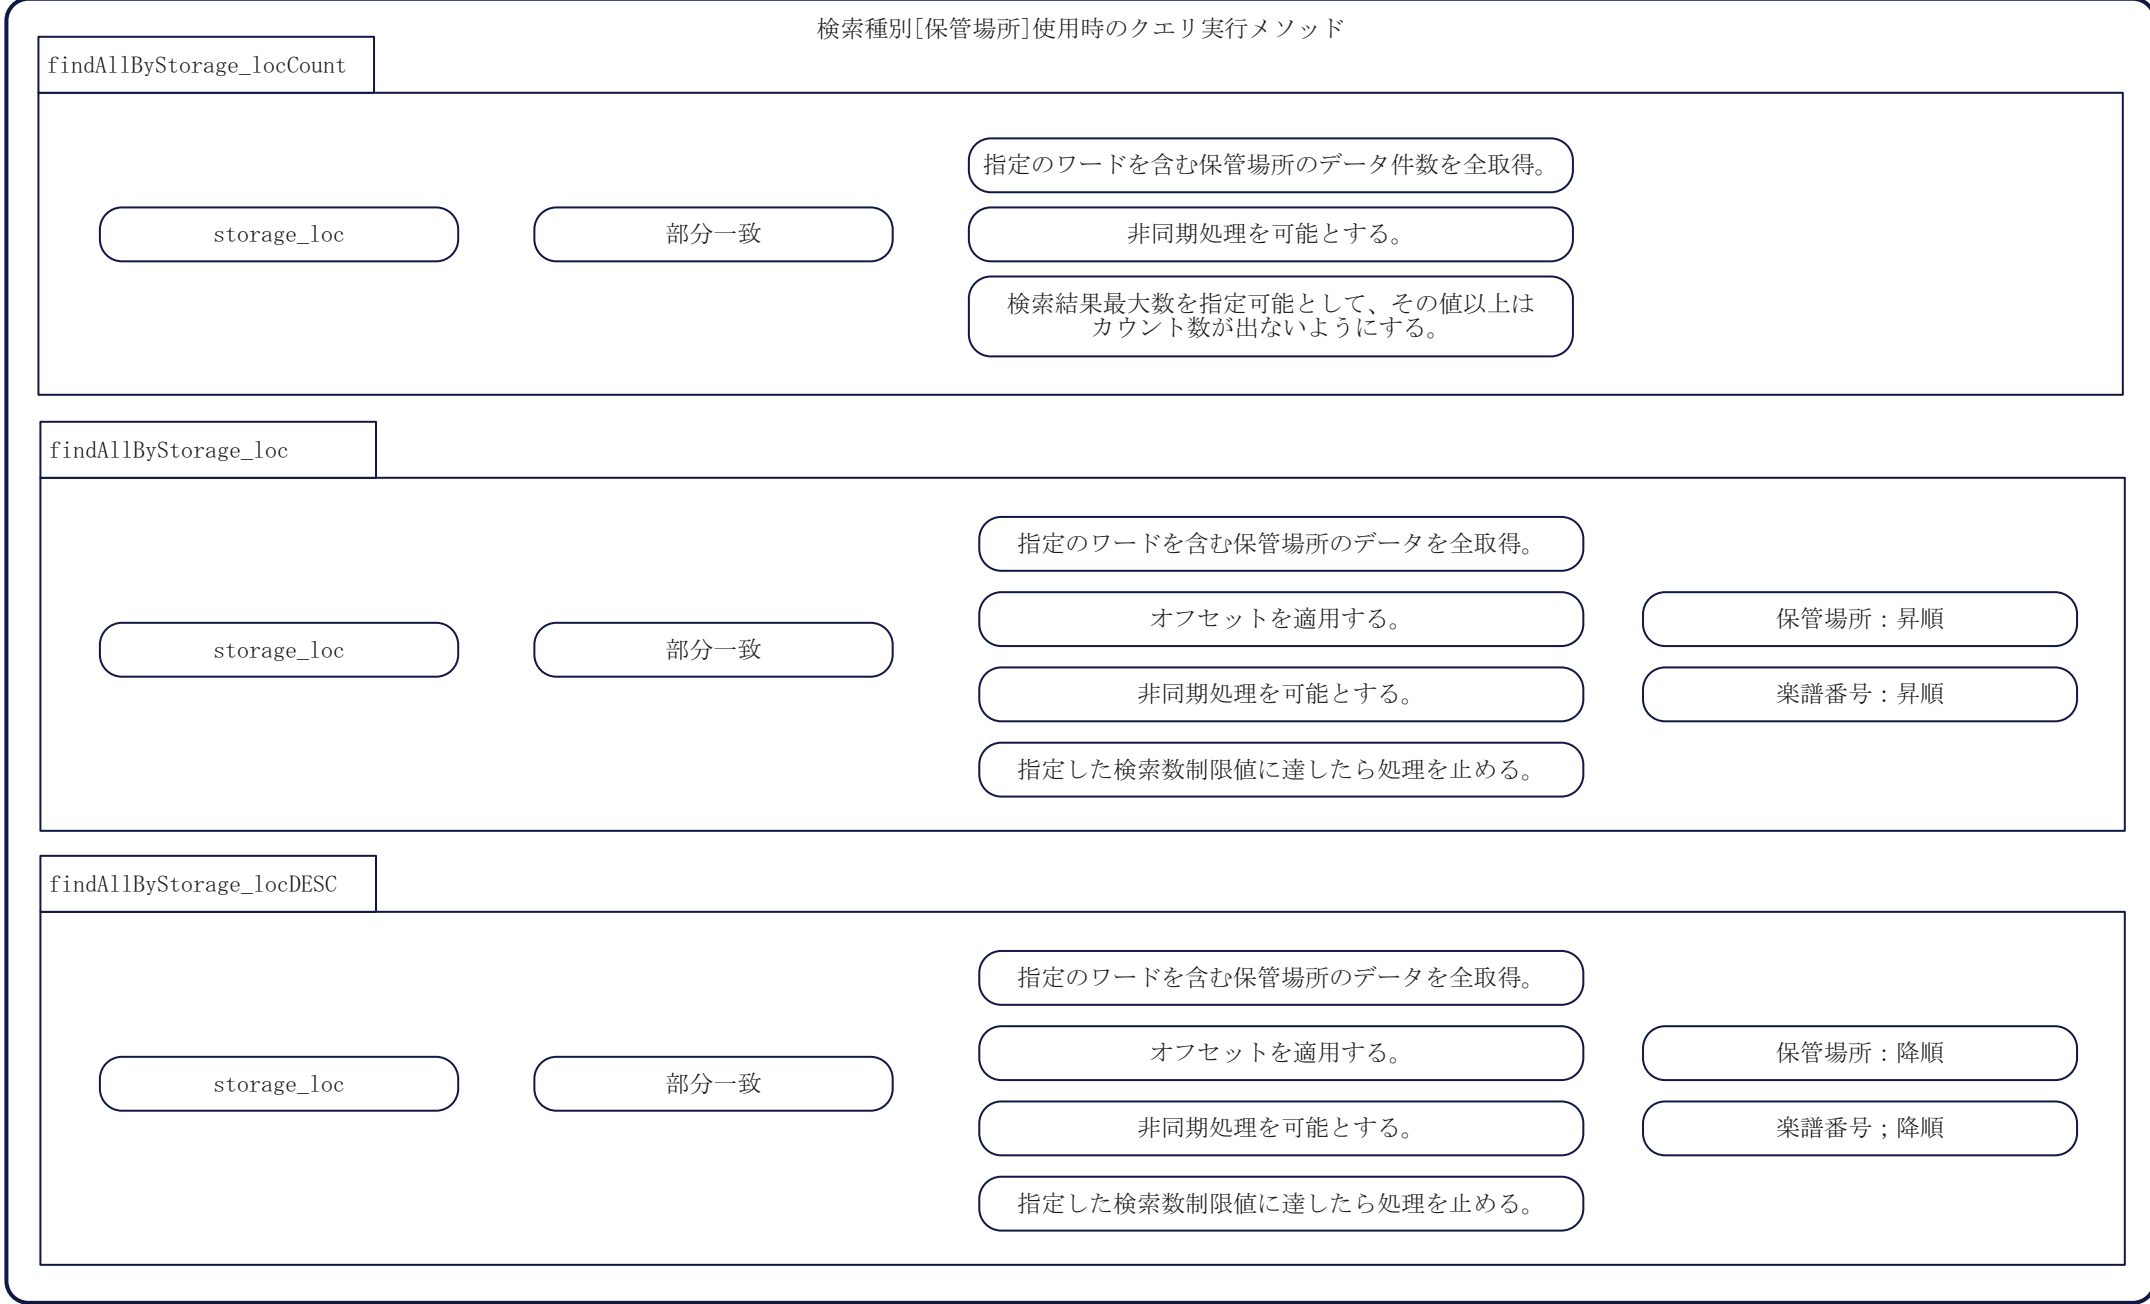 検索種別[保管場所]使用時のクエリ実行メソッド
findAllByStorage_locCount
storage_loc
部分一致
指定のワードを含む保管場所のデータ件数を全取得。
非同期処理を可能とする。
検索結果最大数を指定可能として、その値以上は
カウント数が出ないようにする。
findAllByStorage_loc
storage_loc
部分一致
指定のワードを含む保管場所のデータを全取得。
オフセットを適用する。
非同期処理を可能とする。
指定した検索数制限値に達したら処理を止める。
保管場所：昇順
楽譜番号：昇順
findAllByStorage_locDESC
storage_loc
部分一致
指定のワードを含む保管場所のデータを全取得。
オフセットを適用する。
非同期処理を可能とする。
指定した検索数制限値に達したら処理を止める。
保管場所：降順
楽譜番号；降順